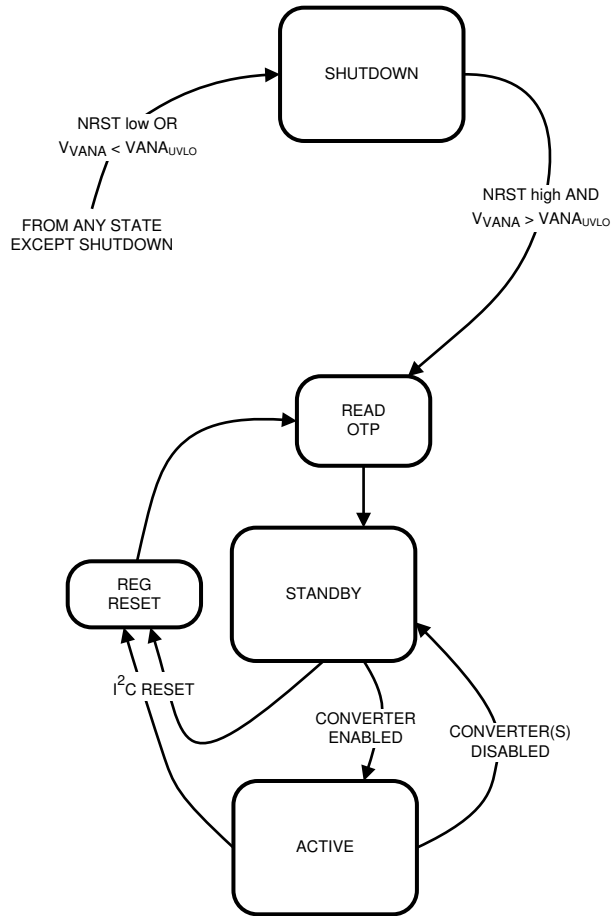 SHUTDOWN
NRST low OR
VVANA < VANAUVLO
FROM ANY STATE
EXCEPT SHUTDOWN
NRST high AND
VVANA > VANAUVLO
READ
OTP
REG
RESET
STANDBY
I²C RESET
CONVERTER
ENABLED
CONVERTER(S)
DISABLED
ACTIVE